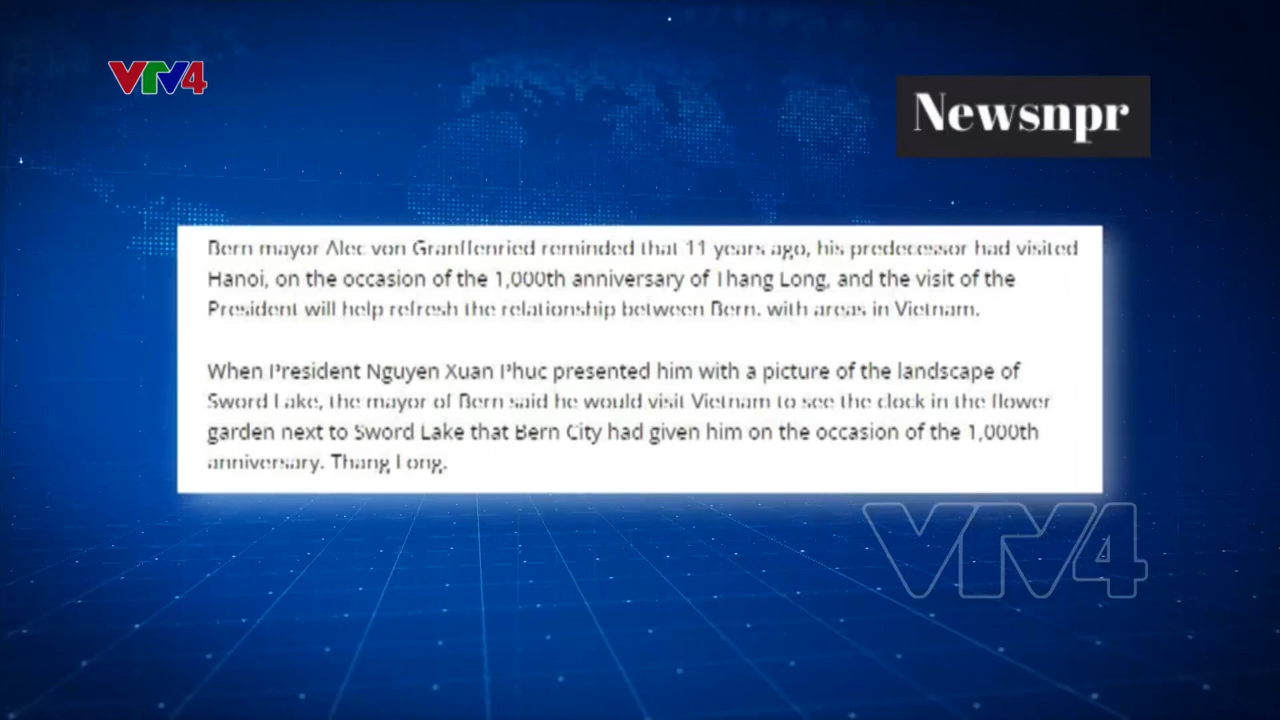 VTV4
Newsnpr
Bern mayor Alec von Graffenried reminded that 11 years ago, his predecessor had visited
Hanoi, on the occasion of the 1,000th anniversary of Thang Long, and the visit of the
President will help refresh the relationship between Bern. with areas in Vietnam.
When President Nguyen Xuan Phuc presented him with a picture of the landscape of
Sword Lake, the mayor of Bern said he would visit Vietnam to see the clock in the flower
garden next to Sword Lake that Bern City had given him on the occasion of the 1,000th
anniversary. Thang Long.
VTV4